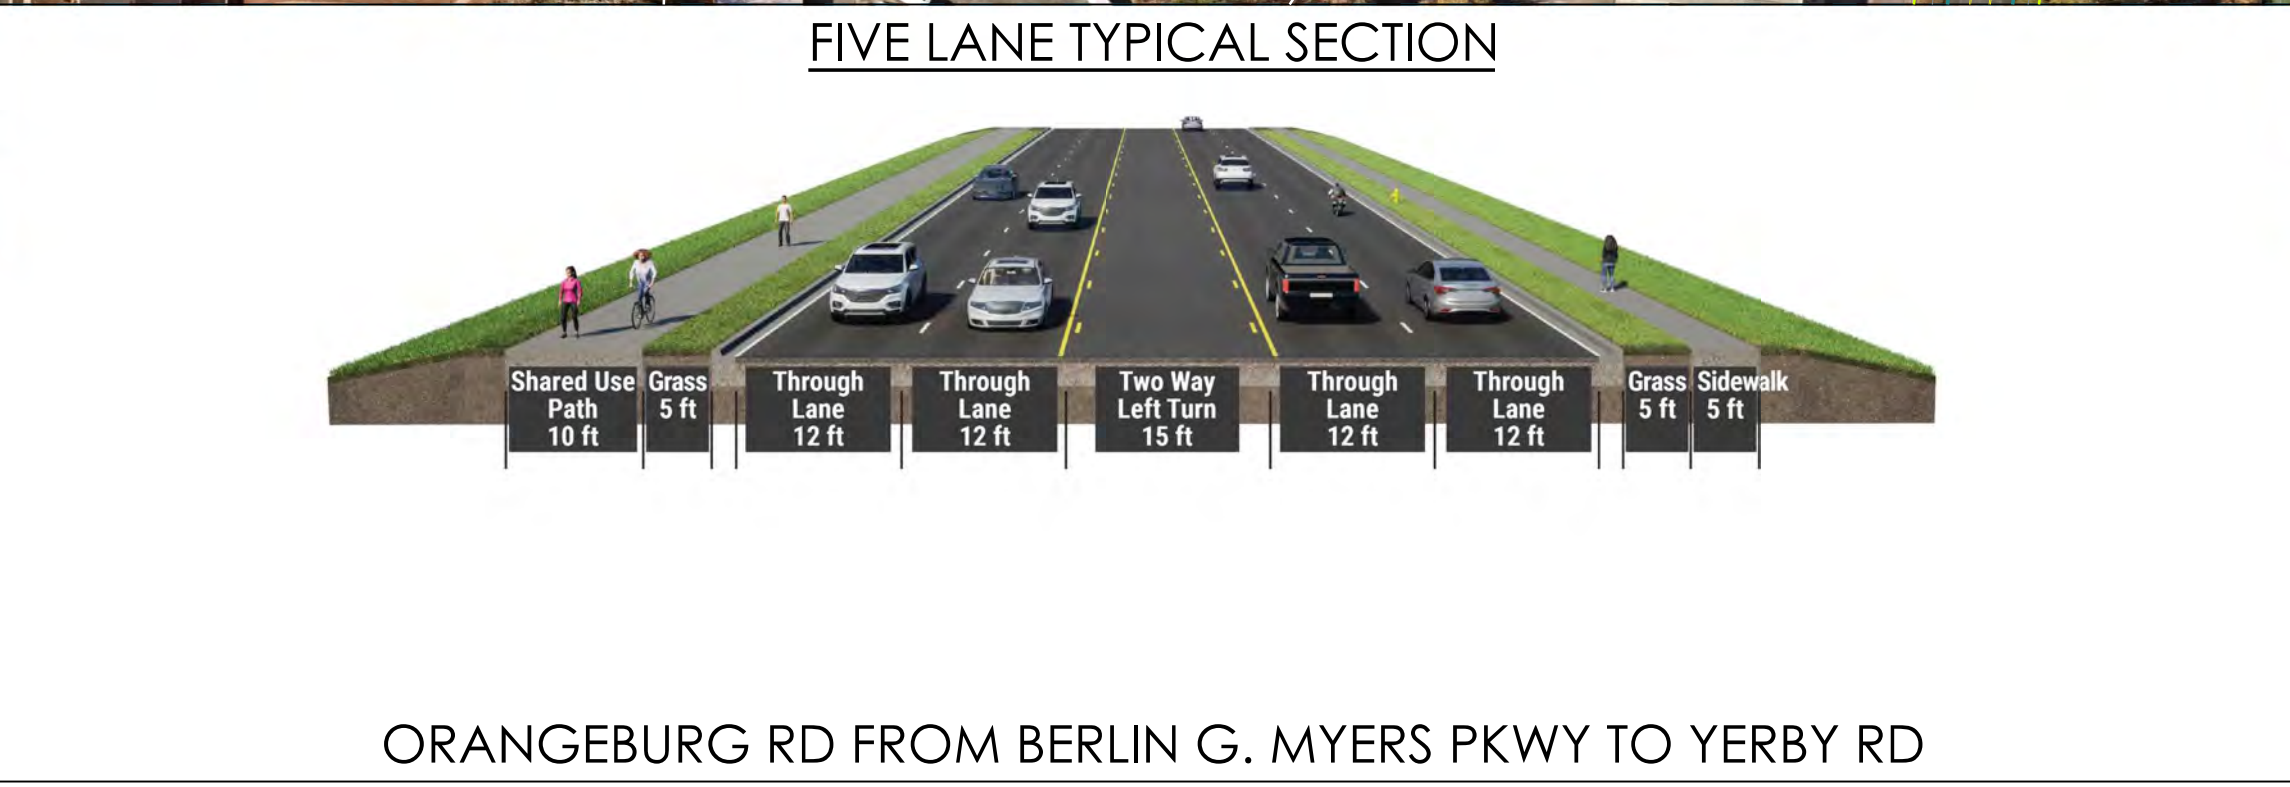 FIVE LANE TYPICAL SECTION
Shared Use
Path
10 ft
Grass
5 ft
Through
Lane
12 ft
Through
Lane
12 ft
Two Way
Left Turn
15 ft
Through
Lane
12 ft
Through
Lane
12 ft
Grass
5 ft
Sidewalk
5 ft
ORANGEBURG RD FROM BERLIN G. MYERS PKWY TO YERBY RD